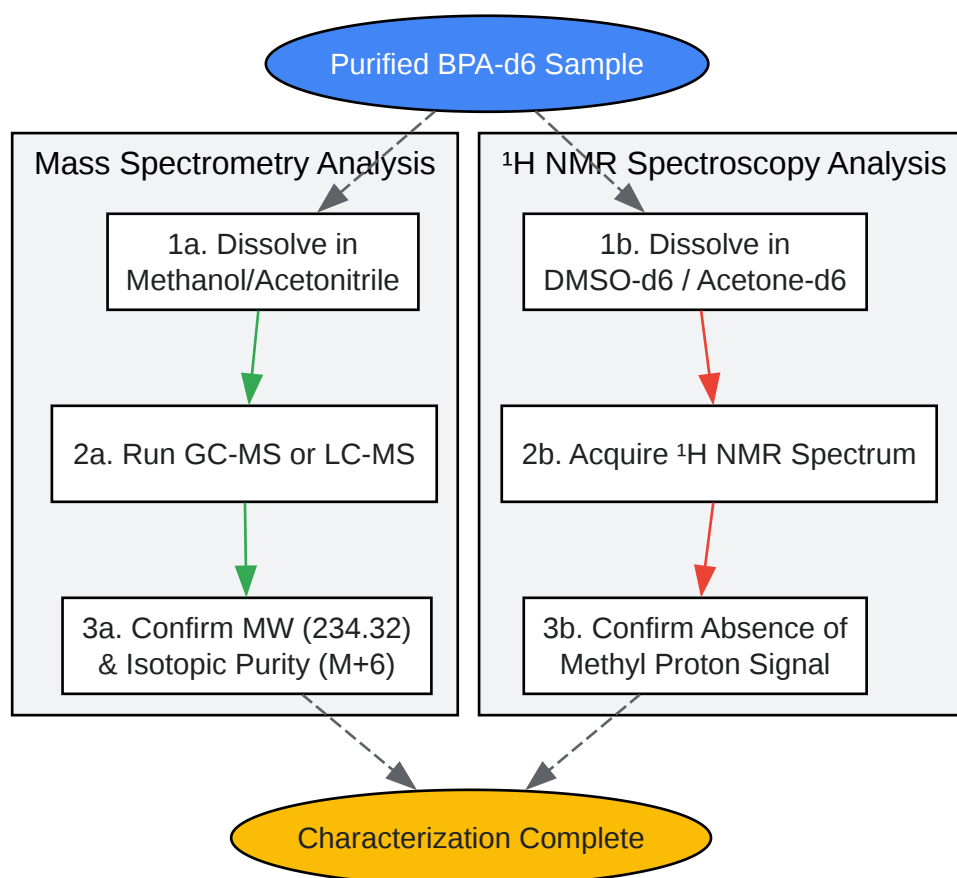 Purified BPA-d6 Sample
Mass Spectrometry Analysis
1a. Dissolve in
Methanol/Acetonitrile
2a. Run GC-MS or LC-MS
3a. Confirm MW (234.32)
& Isotopic Purity (M+6)
¹H NMR Spectroscopy Analysis
1b. Dissolve in
DMSO-d6 / Acetone-d6
2b. Acquire ¹H NMR Spectrum
3b. Confirm Absence of
Methyl Proton Signal
Characterization Complete